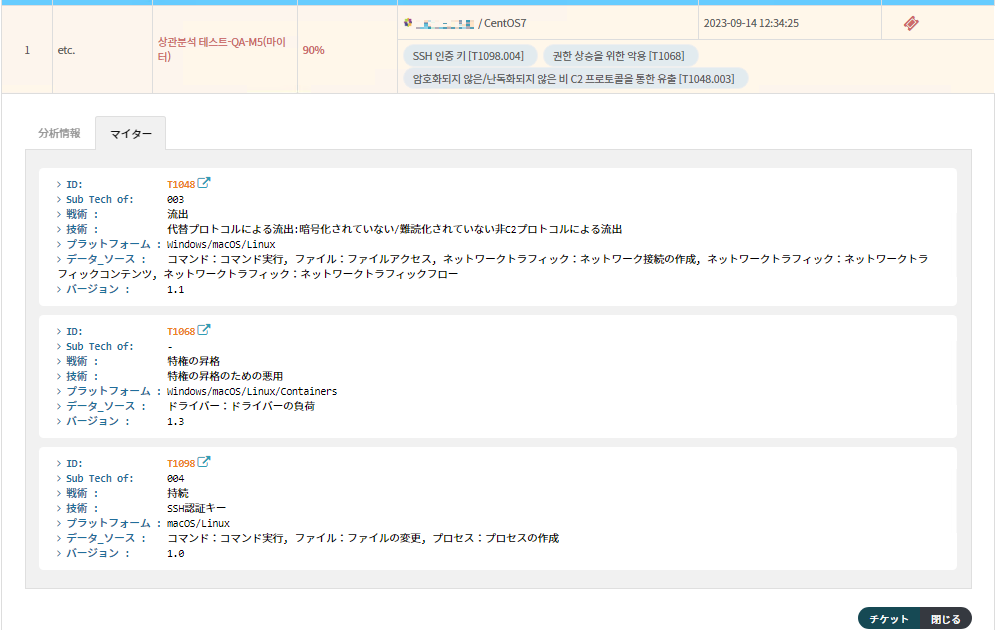 / CentOS7
2023-09-14 12:34:25
1
etc.
상관분석 테스트-QA-M5(마이
터)
90%
SSH 인증 키 [T1098.004]
권한 상승을 위한 악용 [T1068]
암호화되지 않은/난독화되지 않은 비 C2 프로토콜을 통한 유출 [T1048.003]
分析情報
マイター
> ID: T1048
> Sub Tech of: 003
> 戦術 : 流出
> 技術 : 代替プロトコルによる流出:暗号化されていない/難読化されていない非C2プロトコルによる流出
> プラットフォーム : Windows/macOS/Linux
> データ_ソース : コマンド：コマンド実行, ファイル：ファイルアクセス, ネットワークトラフィック：ネットワーク接続の作成, ネットワークトラフィック：ネットワークトラ
フィックコンテンツ, ネットワークトラフィック：ネットワークトラフィックフロー
> バージョン : 1.1
> ID: T1068
> Sub Tech of: -
> 戦術 : 特権の昇格
> 技術 : 特権の昇格のための悪用
> プラットフォーム : Windows/macOS/Linux/Containers
> データ_ソース : ドライバー：ドライバーの負荷
> バージョン : 1.3
> ID: T1098
> Sub Tech of: 004
> 戦術 : 持続
> 技術 : SSH認証キー
> プラットフォーム : macOS/Linux
> データ_ソース : コマンド：コマンド実行, ファイル：ファイルの変更, プロセス：プロセスの作成
> バージョン : 1.0
チケット
閉じる